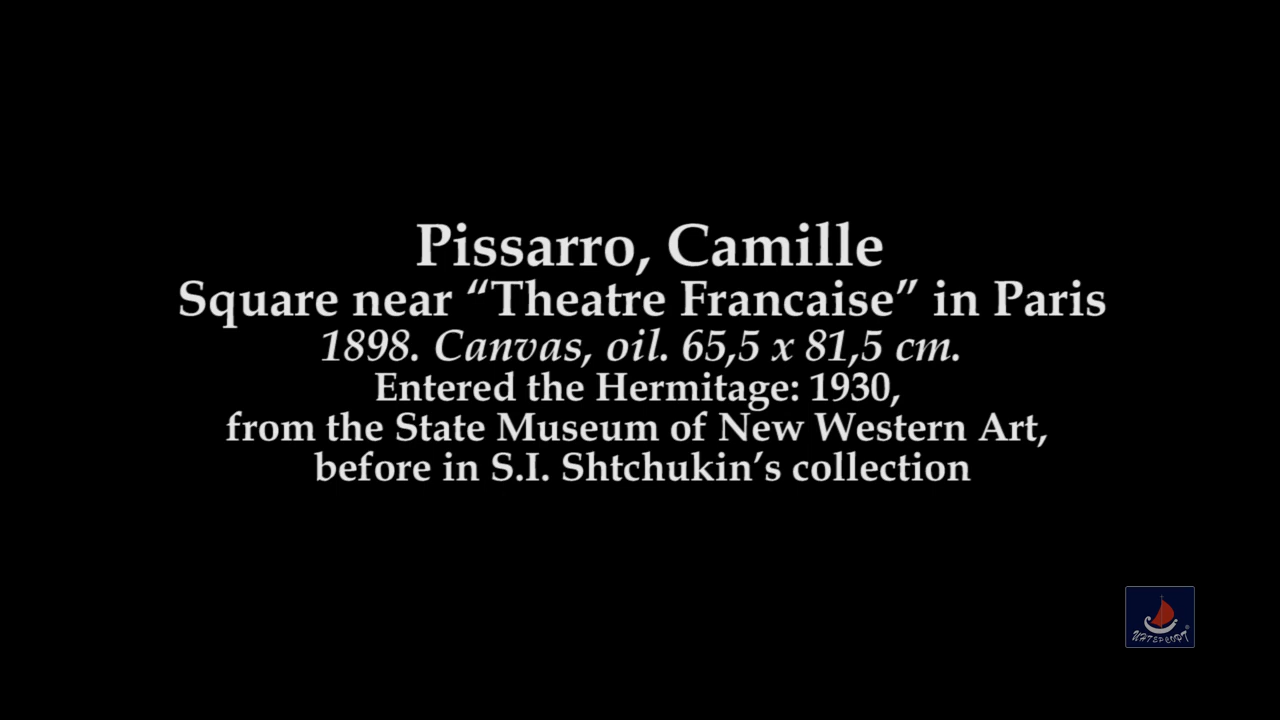 Pissarro, Camille
Square near “Theatre Francaise” in Paris
1898. Canvas, oil. 65,5 x 81,5 cm.
Entered the Hermitage: 1930,
from the State Museum of New Western Art,
before in S.I. Shtchukin’s collection